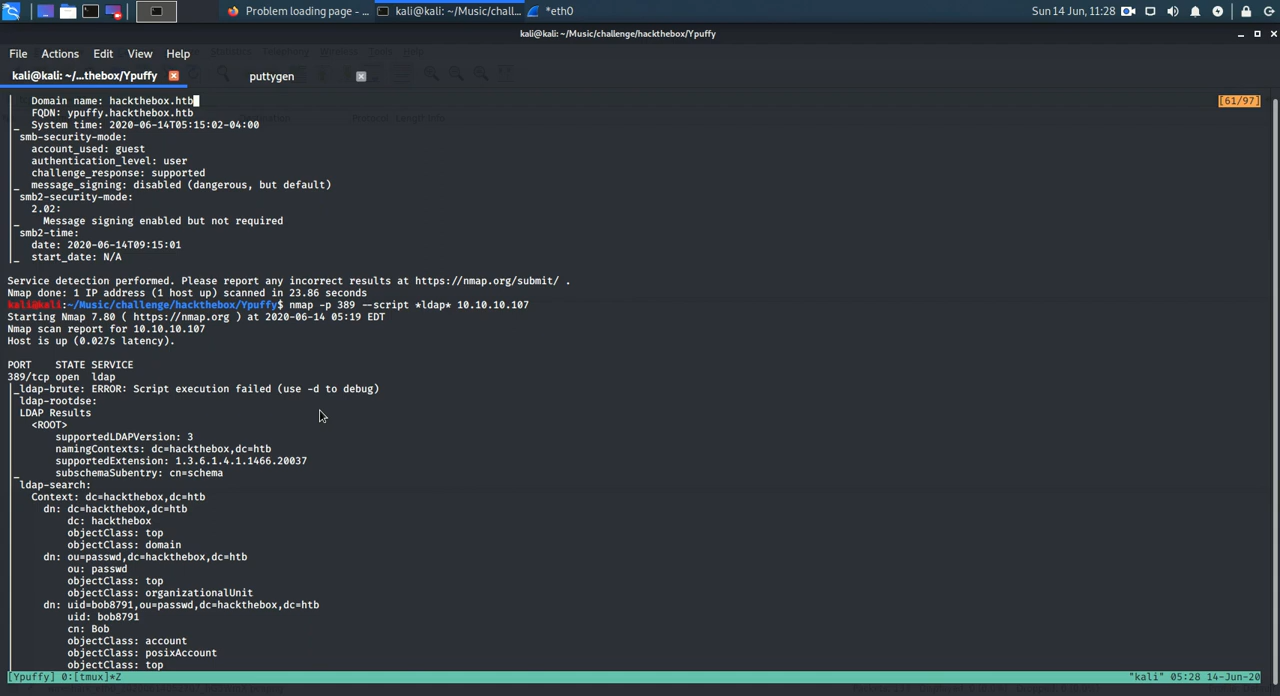 Problem loading page - ...
kali@kali: ~/Music/chall...
*eth0
Sun 14 Jun, 11:28
kali@kali: ~/Music/challenge/hackthebox/Ypuffy
File Actions Edit View Help
kali@kali: ~/...thebox/Ypuffy
puttygen
| Domain name: hackthebox.htb
[61/97]
| FQDN: ypuffy.hackthebox.htb
|_ System time: 2020-06-14T05:15:02-04:00
| smb-security-mode:
| account_used: guest
| authentication_level: user
| challenge_response: supported
|_ message_signing: disabled (dangerous, but default)
| smb2-security-mode:
| 2.02:
|_ Message signing enabled but not required
| smb2-time:
| date: 2020-06-14T09:15:01
|_ start_date: N/A
Service detection performed. Please report any incorrect results at https://nmap.org/submit/ .
Nmap done: 1 IP address (1 host up) scanned in 23.86 seconds
kali@kali:~/Music/challenge/hackthebox/Ypuffy$ nmap -p 389 --script *ldap* 10.10.10.107
Starting Nmap 7.80 ( https://nmap.org ) at 2020-06-14 05:19 EDT
Nmap scan report for 10.10.10.107
Host is up (0.027s latency).
PORT STATE SERVICE
389/tcp open ldap
|_ldap-brute: ERROR: Script execution failed (use -d to debug)
| ldap-rootdse:
| LDAP Results
| <ROOT>
| supportedLDAPVersion: 3
| namingContexts: dc=hackthebox,dc=htb
| supportedExtension: 1.3.6.1.4.1.1466.20037
|_ subschemaSubentry: cn=schema
| ldap-search:
| Context: dc=hackthebox,dc=htb
| dn: dc=hackthebox,dc=htb
| dc: hackthebox
| objectClass: top
| objectClass: domain
| dn: ou=passwd,dc=hackthebox,dc=htb
| ou: passwd
| objectClass: top
| objectClass: organizationalUnit
| dn: uid=bob8791,ou=passwd,dc=hackthebox,dc=htb
| uid: bob8791
| cn: Bob
| objectClass: account
| objectClass: posixAccount
| objectClass: top
[Ypuffy] 0:[tmux]*Z
"kali" 05:28 14-Jun-20